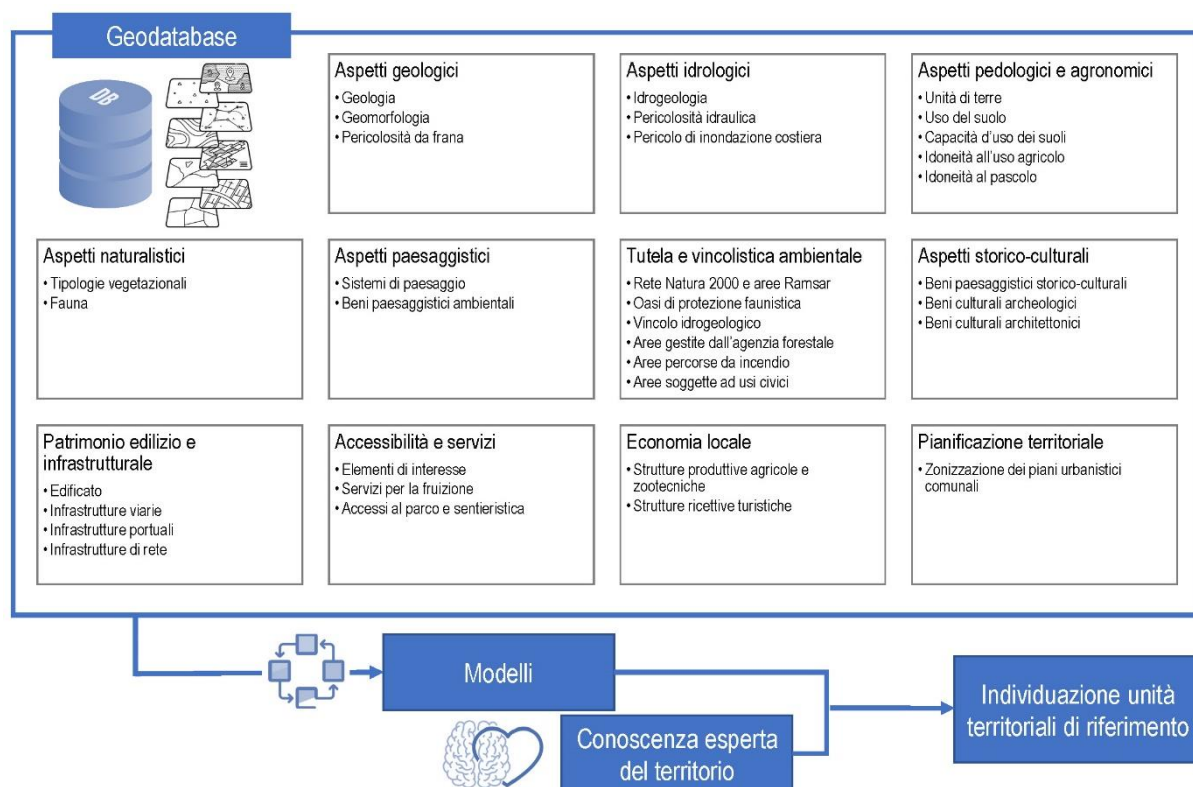 Geodatabase
DB
Aspetti geologici
• Geologia
• Geomorfologia
• Pericolosità da frana
Aspetti idrologici
• Idrogeologia
• Pericolosità idraulica
• Pericolo di inondazione costiera
Aspetti pedologici e agronomici
• Unità di terre
• Uso del suolo
• Capacità d'uso dei suoli
• Idoneità all'uso agricolo
• Idoneità al pascolo
Aspetti naturalistici
• Tipologie vegetazionali
• Fauna
Aspetti paesaggistici
• Sistemi di paesaggio
• Beni paesaggistici ambientali
Tutela e vincolistica ambientale
• Rete Natura 2000 e aree Ramsar
• Oasi di protezione faunistica
• Vincolo idrogeologico
• Aree gestite dall'agenzia forestale
• Aree percorse da incendio
• Aree soggette ad usi civici
Aspetti storico-culturali
• Beni paesaggistici storico-culturali
• Beni culturali archeologici
• Beni culturali architettonici
Patrimonio edilizio e
infrastrutturale
• Edificato
• Infrastrutture viarie
• Infrastrutture portuali
• Infrastrutture di rete
Accessibilità e servizi
• Elementi di interesse
• Servizi per la fruizione
• Accessi al parco e sentieristica
Economia locale
• Strutture produttive agricole e
zootecniche
• Strutture ricettive turistiche
Pianificazione territoriale
• Zonizzazione dei piani urbanistici
comunali
Modelli
Conoscenza esperta
del territorio
Individuazione unità
territoriali di riferimento